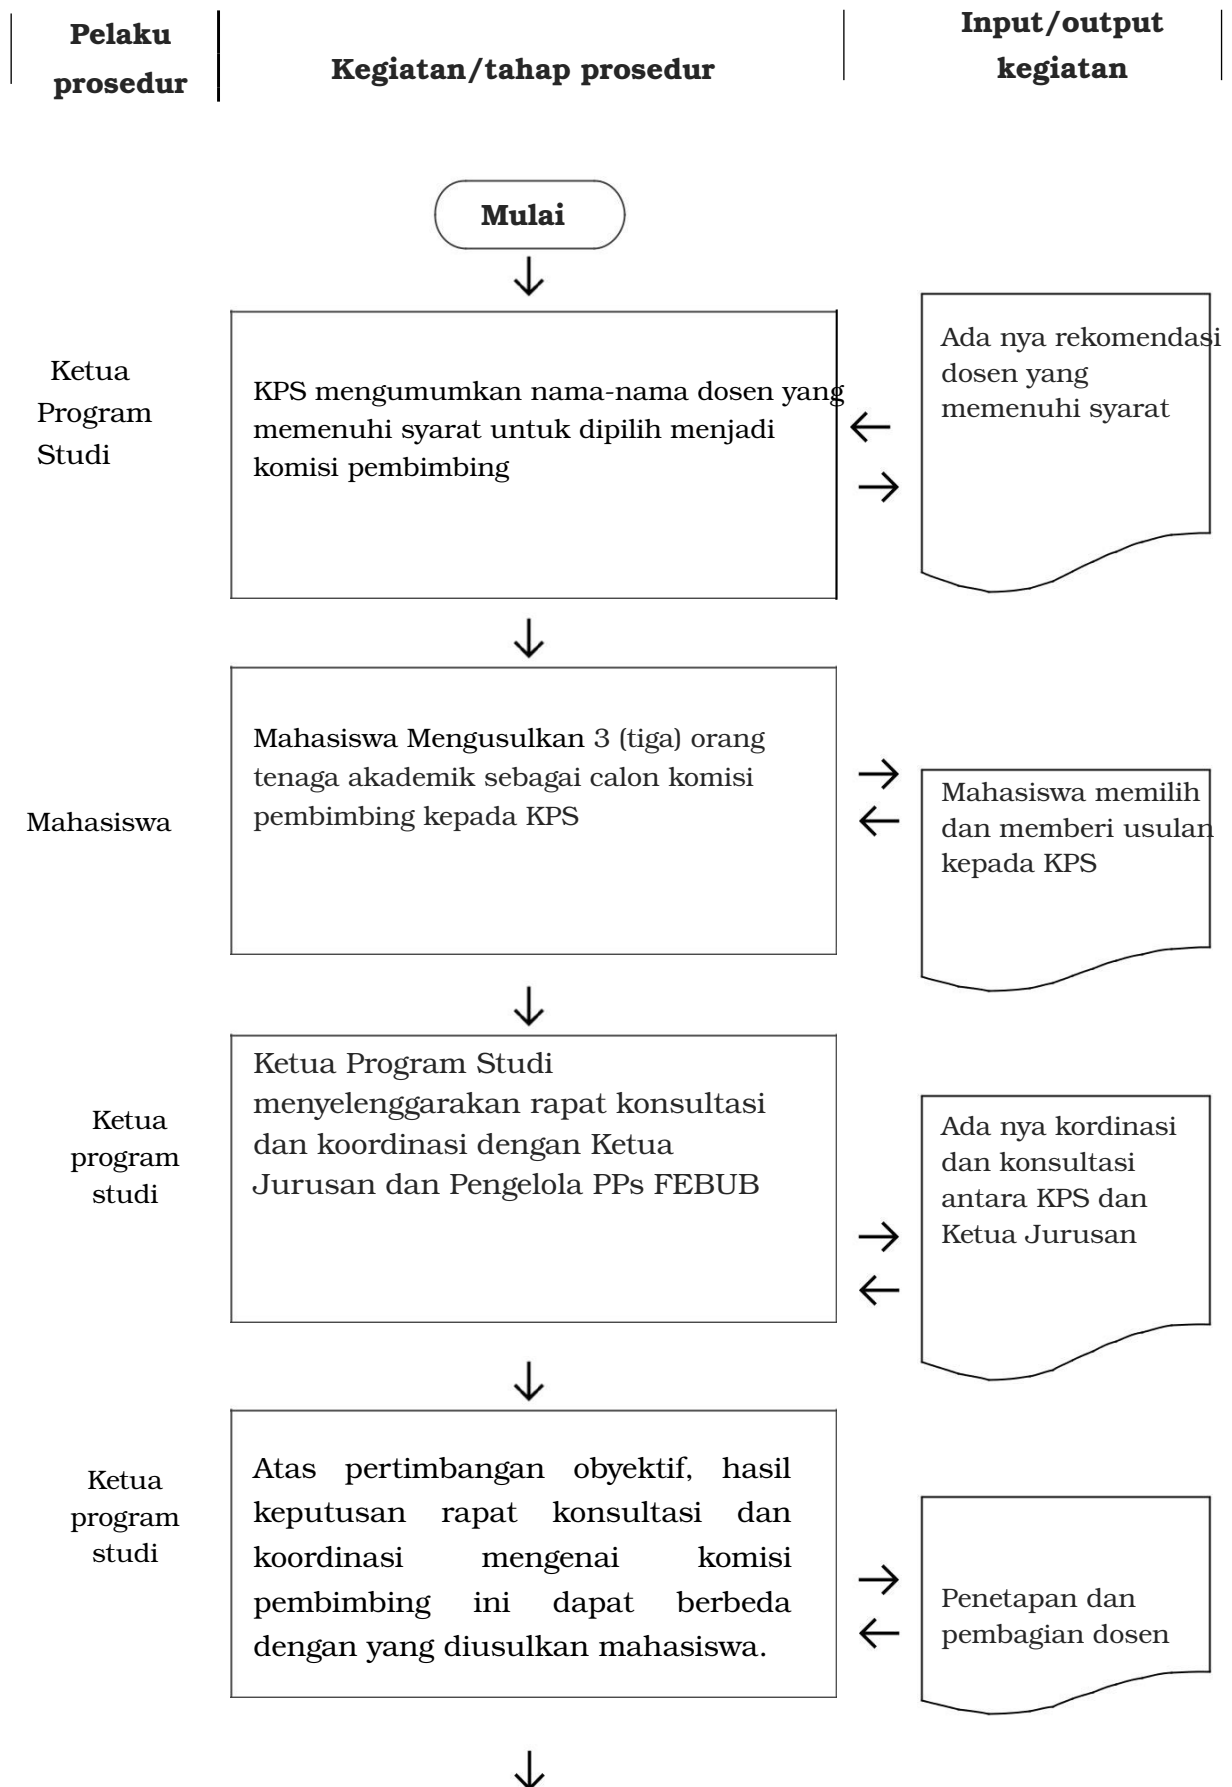 Pelaku
prosedur
Kegiatan/tahap prosedur
Input/output
kegiatan
Mulai
Ketua
Program
Studi
KPS mengumumkan nama-nama dosen yang
memenuhi syarat untuk dipilih menjadi
komisi pembimbing
Ada nya rekomendasi
dosen yang
memenuhi syarat
Mahasiswa
Mahasiswa Mengusulkan 3 (tiga) orang
tenaga akademik sebagai calon komisi
pembimbing kepada KPS
Mahasiswa memilih
dan memberi usulan
kepada KPS
Ketua
program
studi
Ketua Program Studi
menyelenggarakan rapat konsultasi
dan koordinasi dengan Ketua
Jurusan dan Pengelola PPs FEBUB
Ada nya kordinasi
dan konsultasi
antara KPS dan
Ketua Jurusan
Ketua
program
studi
Atas pertimbangan obyektif, hasil
keputusan rapat konsultasi dan
koordinasi mengenai komisi
pembimbing ini dapat berbeda
dengan yang diusulkan mahasiswa.
Penetapan dan
pembagian dosen